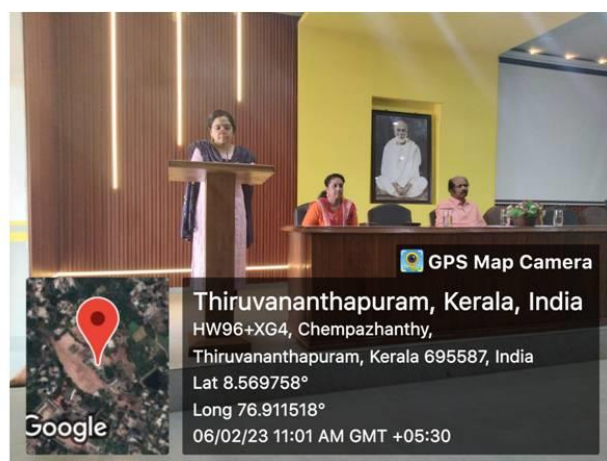 GPS Map Camera
Thiruvananthapuram, Kerala, India
HW96+XG4, Chempazhanthy,
Thiruvananthapuram, Kerala 695587, India
Lat 8.569758°
Long 76.911518°
06/02/23 11:01 AM GMT +05:30
Google